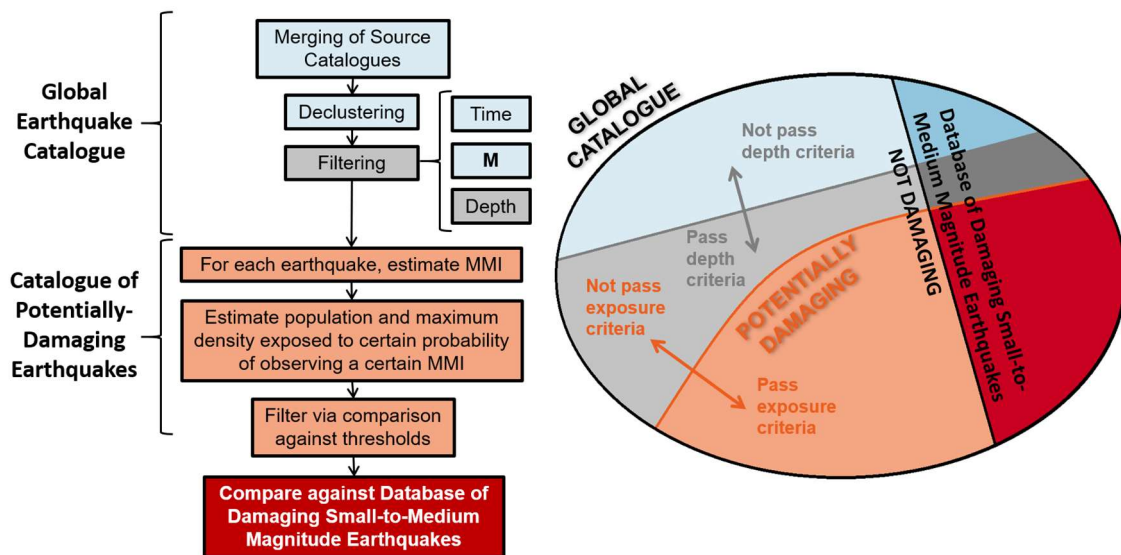 Global
Earthquake
Catalogue
Merging of Source
Catalogues
Declustering
Filtering
Time
M
Depth
Catalogue of
Potentially-
Damaging
Earthquakes
For each earthquake, estimate MMI
Estimate population and maximum
density exposed to certain probability
of observing a certain MMI
Filter via comparison
against thresholds
Compare against Database of
Damaging Small-to-Medium
Magnitude Earthquakes
GLOBAL
CATALOGUE
Not pass
depth criteria
Pass
depth
criteria
Not pass
exposure
criteria
Pass
exposure
criteria
POTENTIALLY
DAMAGING
NOT DAMAGING
Database of Damaging Small-to-
Medium Magnitude Earthquakes